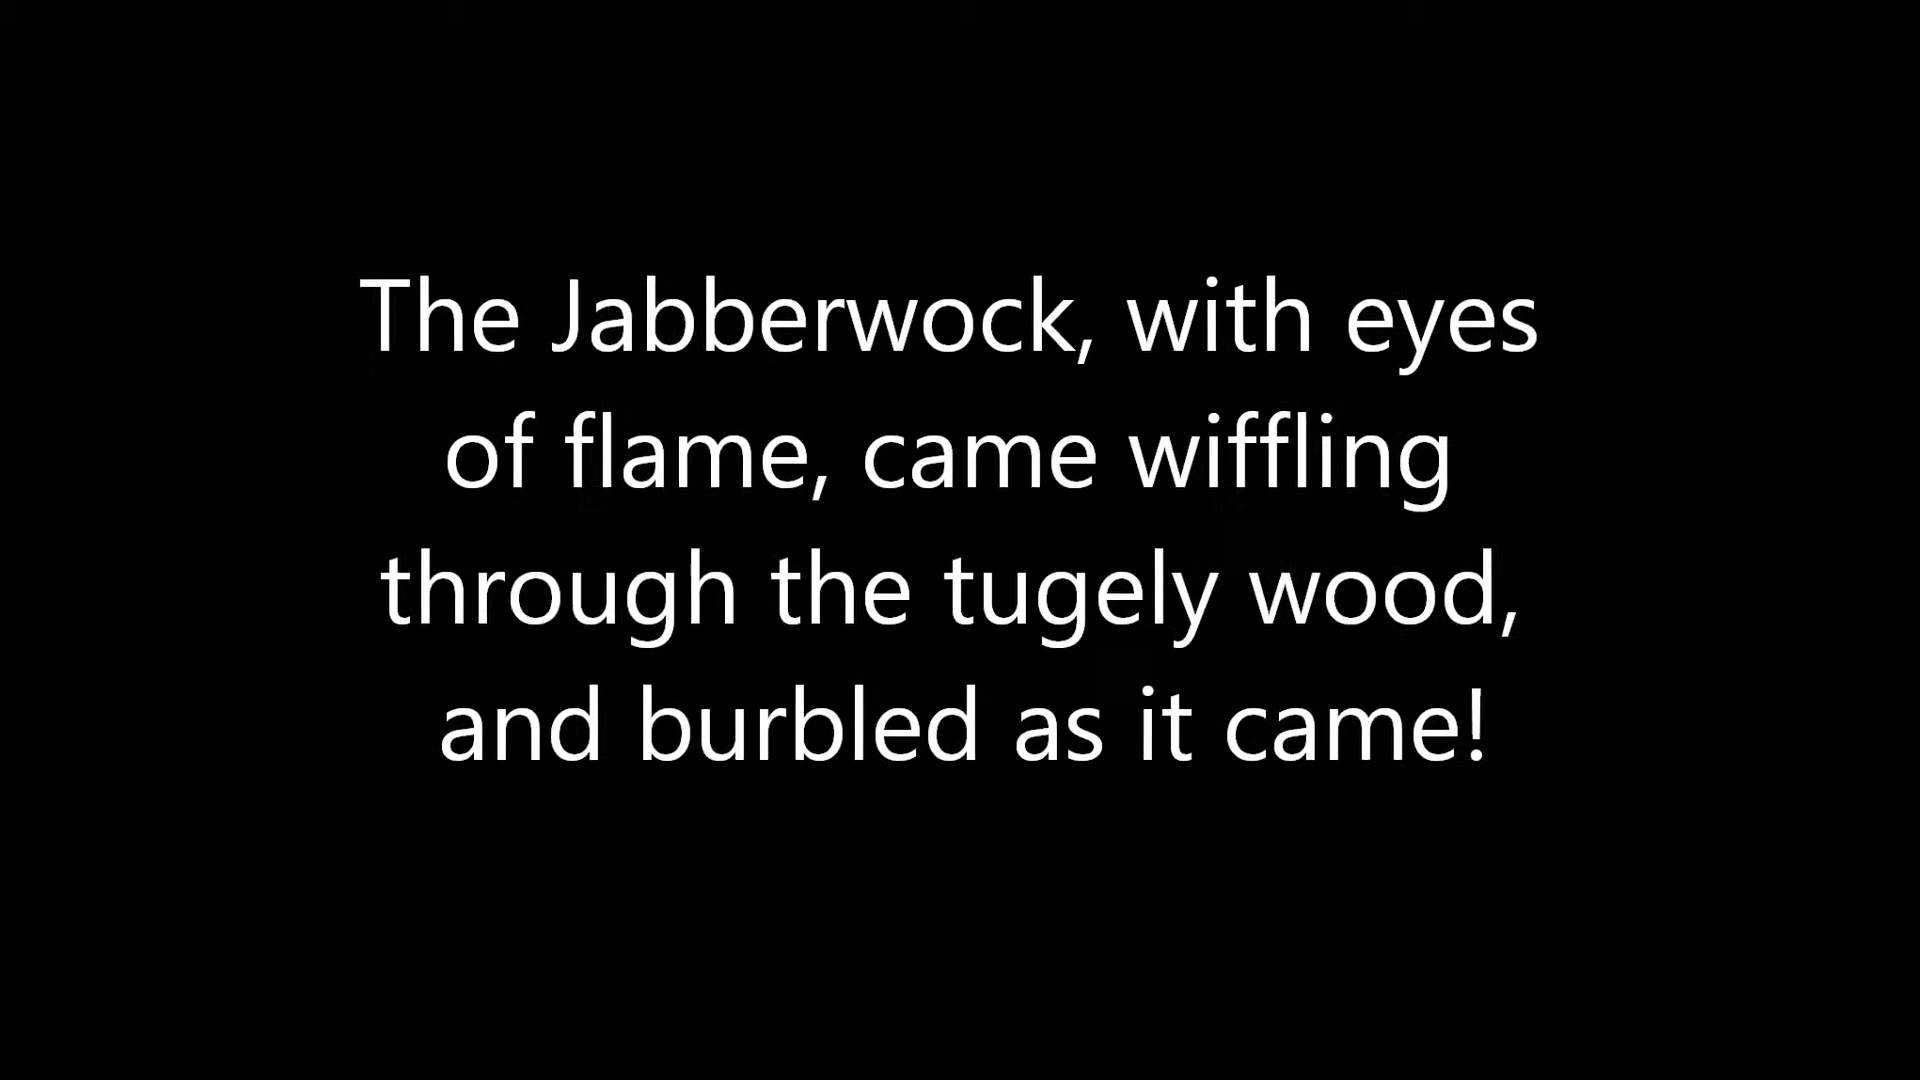 The Jabberwock, with eyes
of flame, came wiffling
through the tugely wood,
and burbled as it came!